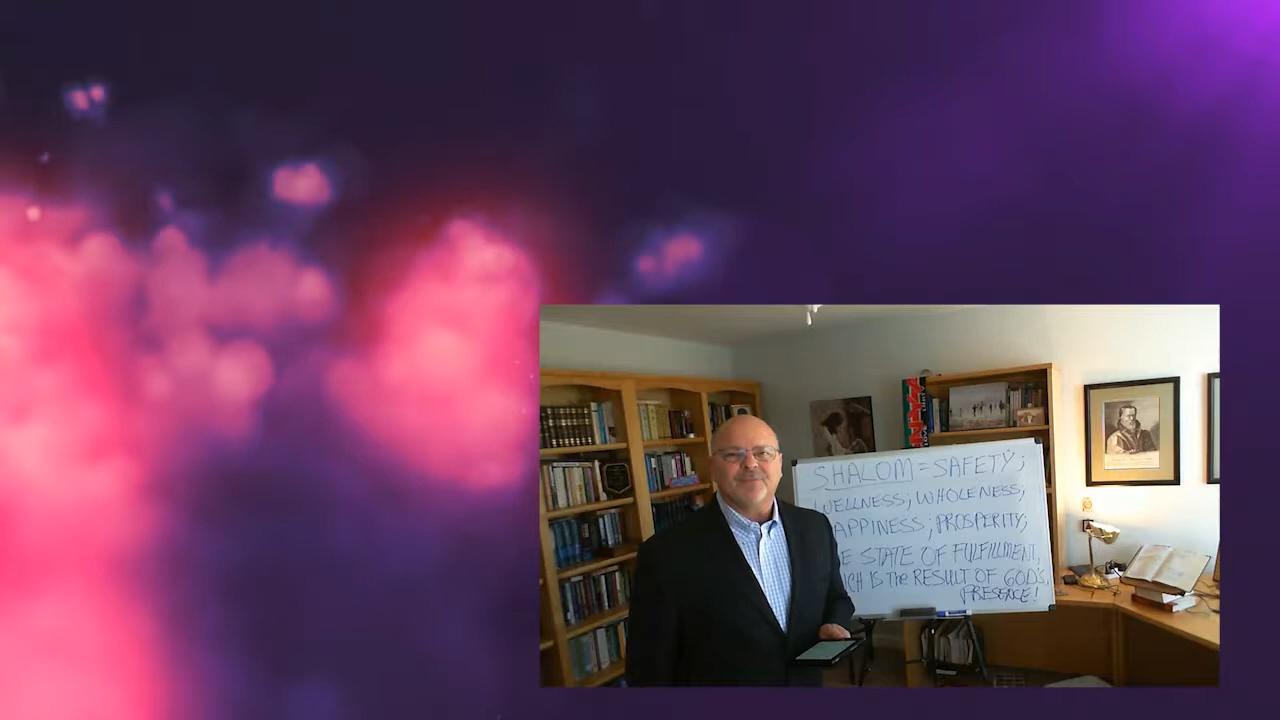 SHALOM = SAFETY;
WELLNESS; WHOLENESS;
APPINESS; PROSPERITY;
E STATE OF FULFILLMENT,
ICH IS THE RESULT OF GOD'S
PRESENCE!